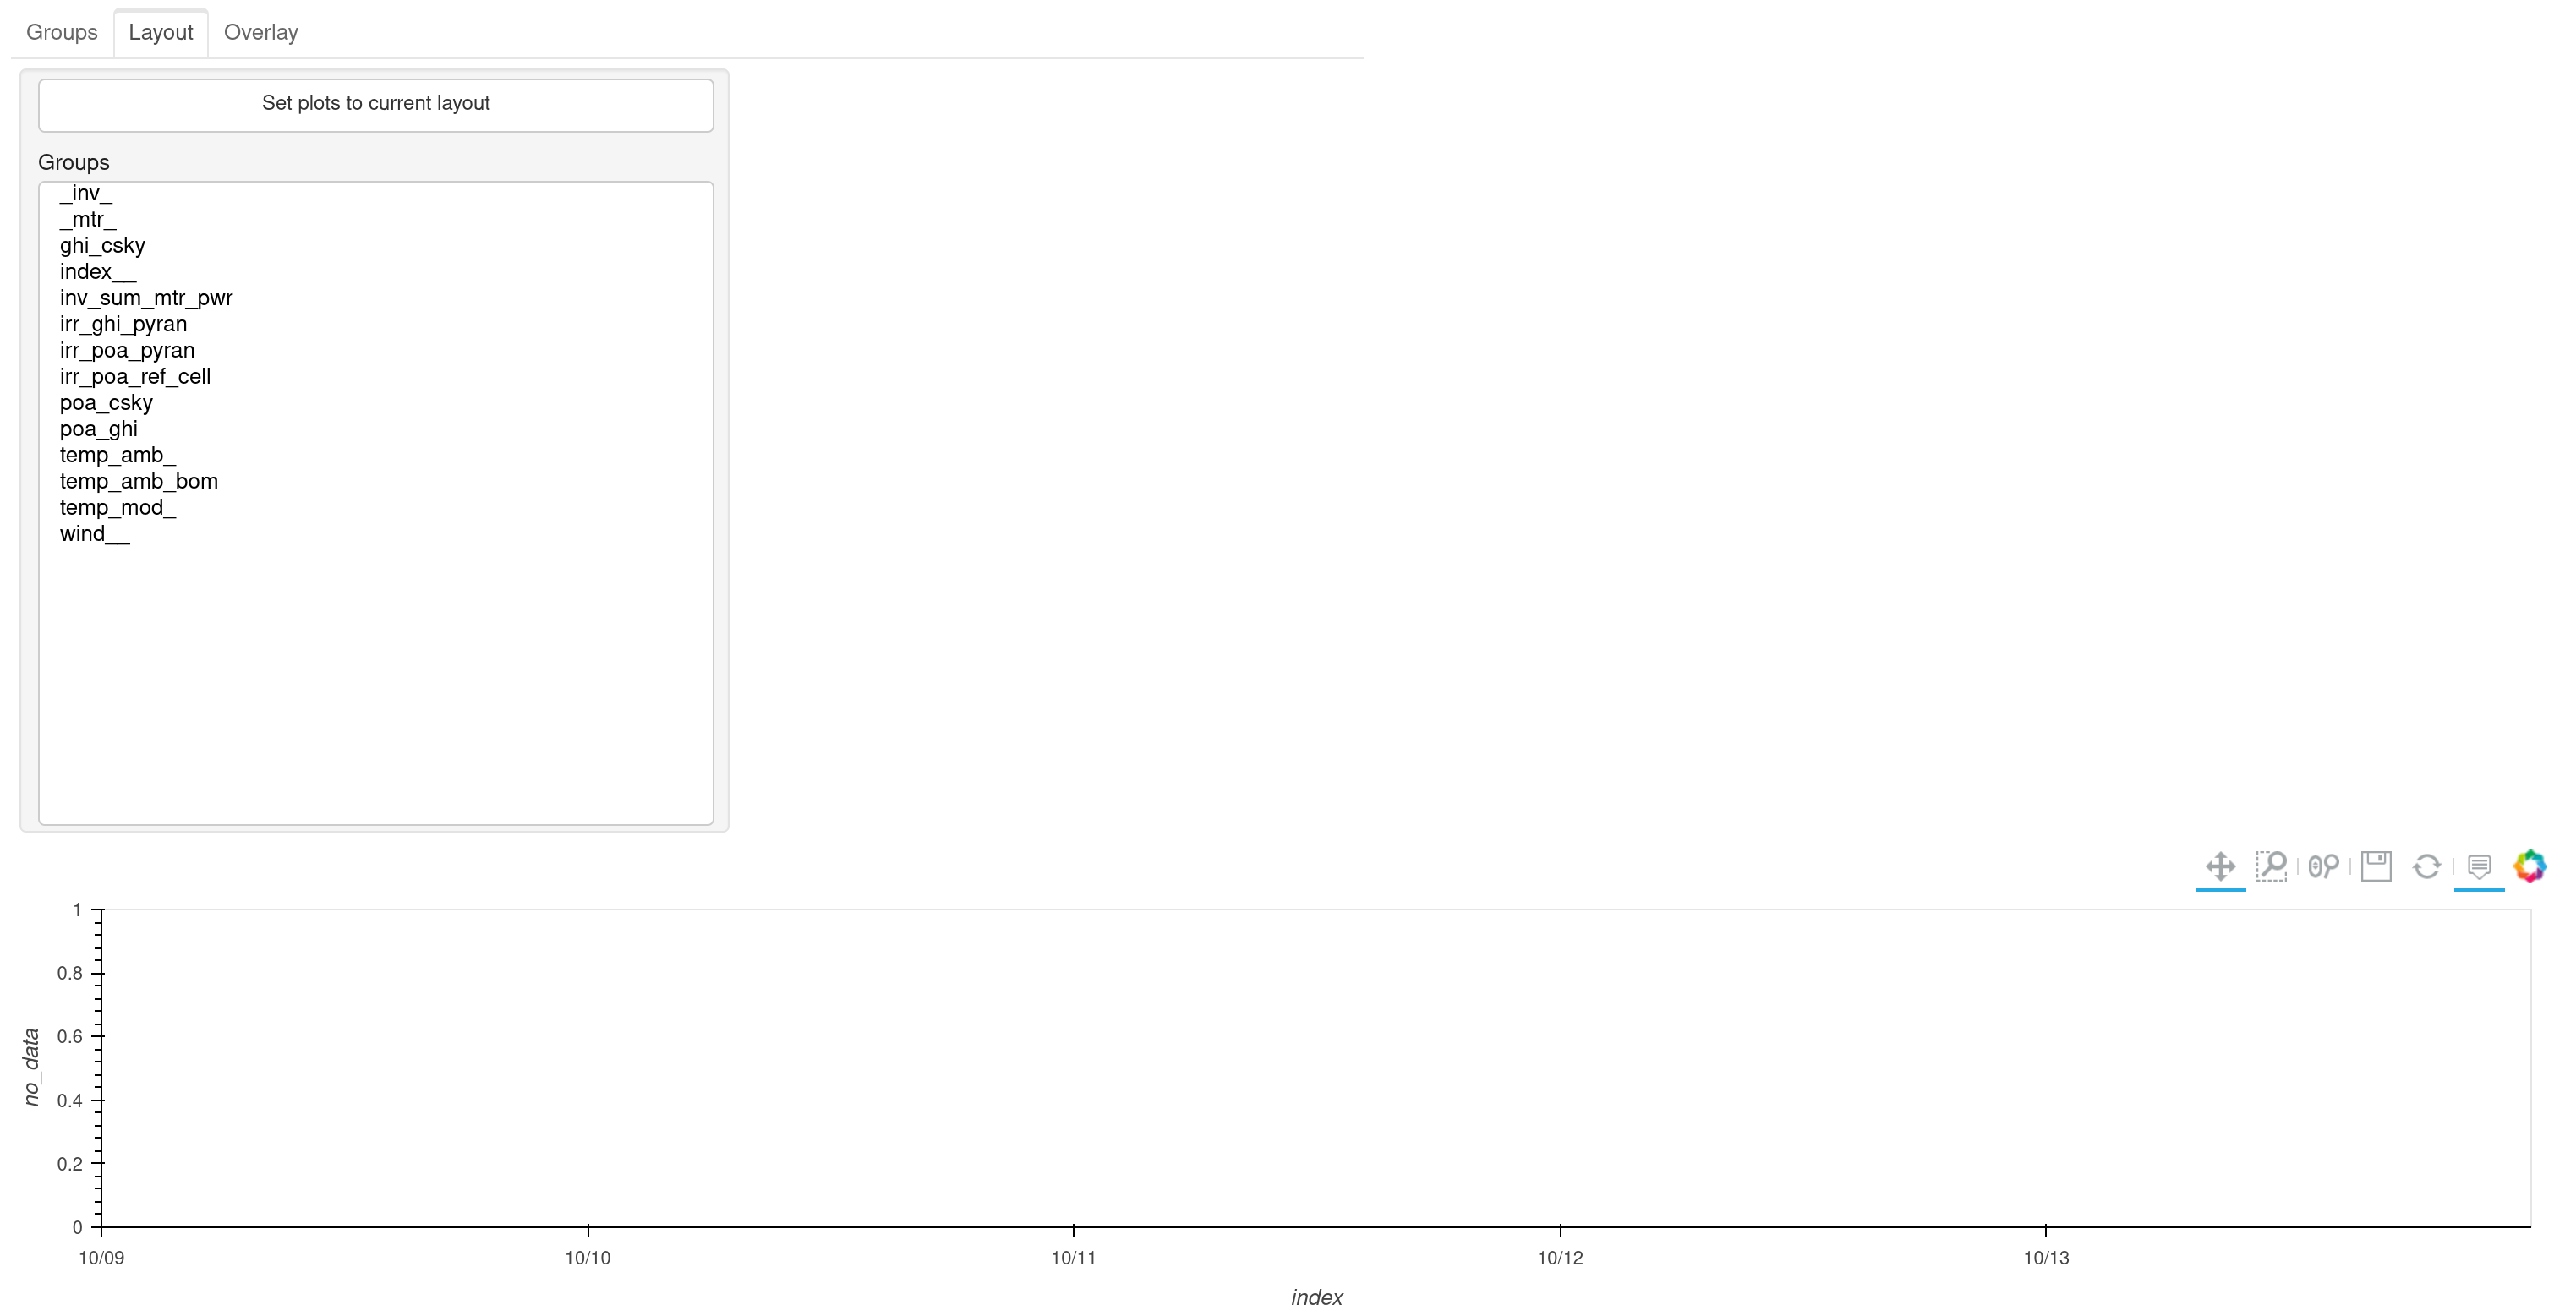 Groups Layout Overlay
Set plots to current layout
Groups
_inv_
_mtr_
ghi_csky
index__
inv_sum_mtr_pwr
irr_ghi_pyran
irr_poa_pyran
irr_poa_ref_cell
poa_csky
poa_ghi
temp_amb_
temp_amb_bom
temp_mod_
wind__
1
0.8
0.6
0.4
0.2
0
no_data
10/09 10/10 10/11 10/12 10/13
index